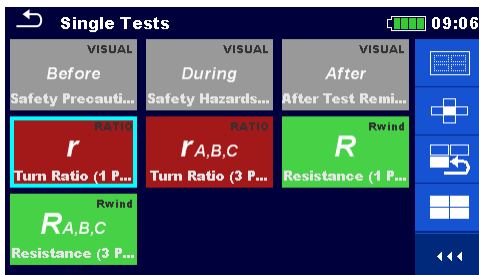 Single Tests 09:06
VISUAL VISUAL VISUAL
Before During After
Safety Precauti... Safety Hazards... After Test Remi...
RATIO RATIO Rwind
r rA,B,C R
Turn Ratio (1 P... Turn Ratio (3 P... Resistance (1 P...
Rwind
RA,B,C
Resistance (3 P...